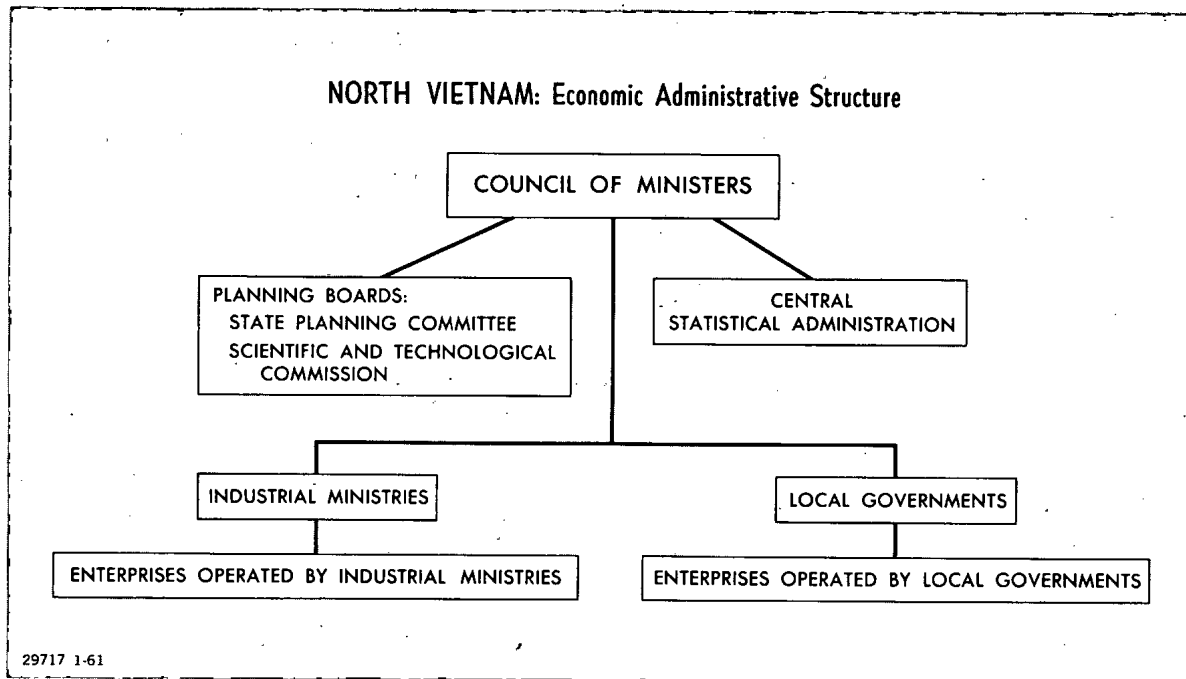 NORTH VIETNAM: Economic Administrative Structure
COUNCIL OF MINISTERS
PLANNING BOARDS:
STATE PLANNING COMMITTEE
SCIENTIFIC AND TECHNOLOGICAL
COMMISSION
CENTRAL
STATISTICAL ADMINISTRATION
INDUSTRIAL MINISTRIES
LOCAL GOVERNMENTS
ENTERPRISES OPERATED BY INDUSTRIAL MINISTRIES
ENTERPRISES OPERATED BY LOCAL GOVERNMENTS
29717 1-61